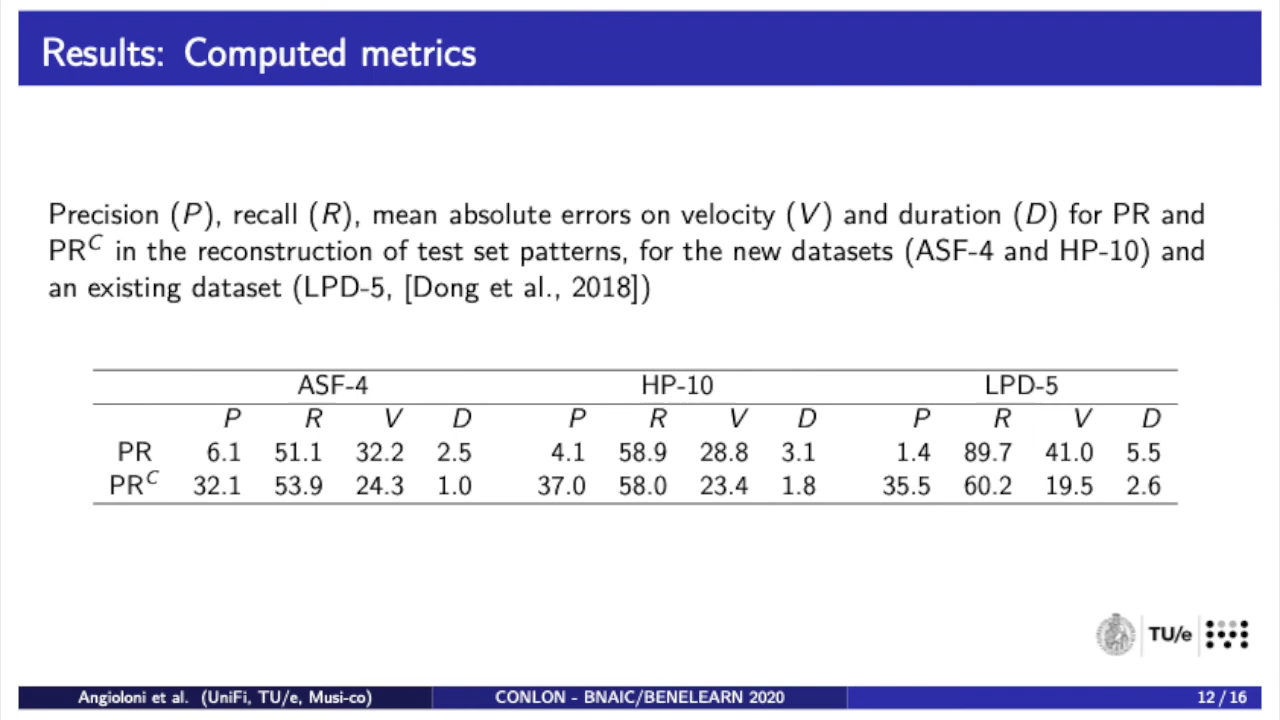 Results: Computed metrics
Precision (P), recall (R), mean absolute errors on velocity (V) and duration (D) for PR and
PR^C in the reconstruction of test set patterns, for the new datasets (ASF-4 and HP-10) and
an existing dataset (LPD-5, [Dong et al., 2018])
ASF-4 HP-10 LPD-5
P R V D P R V D P R V D
PR 6.1 51.1 32.2 2.5 4.1 58.9 28.8 3.1 1.4 89.7 41.0 5.5
PR^C 32.1 53.9 24.3 1.0 37.0 58.0 23.4 1.8 35.5 60.2 19.5 2.6
TU/e
Angioloni et al. (UniFi, TU/e, Musi-co) CONLON - BNAIC/BENELEARN 2020 12 / 16